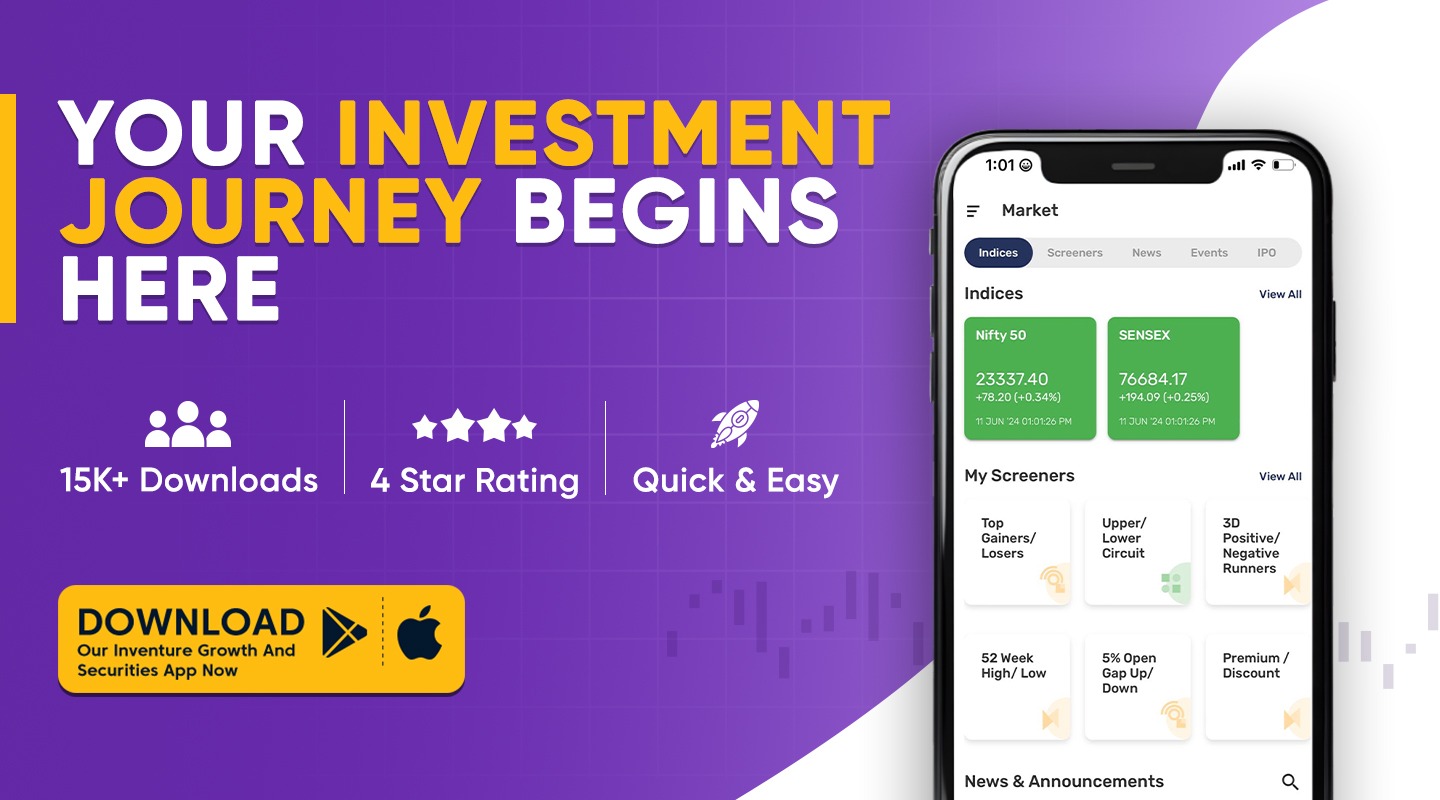 YOUR INVESTMENT
JOURNEY BEGINS
HERE
15K+ Downloads
4 Star Rating
Quick & Easy
DOWNLOAD
Our Inventure Growth And
Securities App Now
1:01
Market
Indices
Screeners
News
Events
IPO
Indices
View All
Nifty 50
23337.40
+78.20 (+0.34%)
11 JUN '24 01:01:26 PM
SENSEX
76684.17
+194.09 (+0.25%)
11 JUN '24 01:01:26 PM
My Screeners
View All
Top
Gainers/
Losers
Upper/
Lower
Circuit
3D
Positive/
Negative
Runners
52 Week
High/ Low
5% Open
Gap Up/
Down
Premium /
Discount
News & Announcements